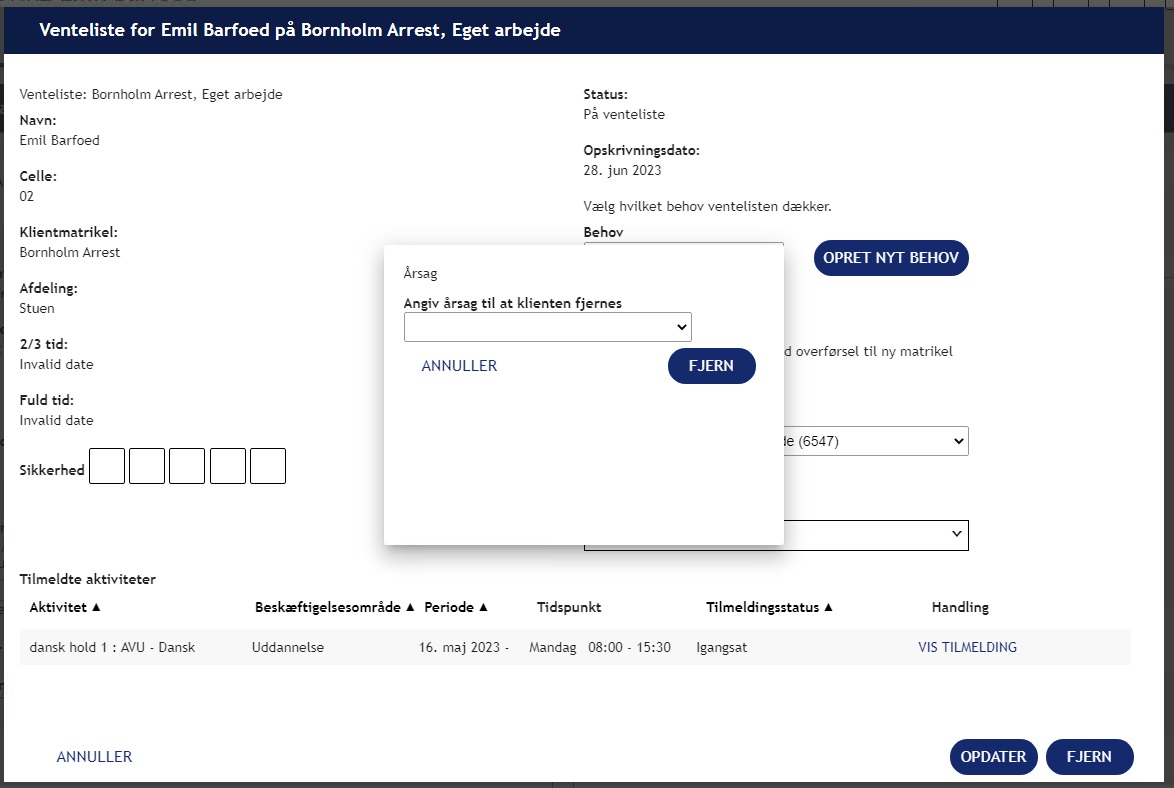 Venteliste for Emil Barfoed på Bornholm Arrest, Eget arbejde
Venteliste: Bornholm Arrest, Eget arbejde
Navn:
Emil Barfoed
Celle:
02
Klientmatrikel:
Bornholm Arrest
Afdeling:
Stuen
2/3 tid:
Invalid date
Fuld tid:
Invalid date
Sikkerhed
Status:
På venteliste
Opskrivningsdato:
28. jun 2023
Vælg hvilket behov ventelisten dækker.
Behov
OPRET NYT BEHOV
overførsel til ny matrikel
(6547)
Årsag
Angiv årsag til at klienten fjernes
ANNULLER FJERN
Tilmeldte aktiviteter
Aktivitet ▲ Beskæftigelsesområde ▲ Periode ▲ Tidspunkt Tilmeldingsstatus ▲ Handling
dansk hold 1 : AVU - Dansk Uddannelse 16. maj 2023 - Mandag 08:00 - 15:30 Igangsat VIS TILMELDING
ANNULLER OPDATER FJERN